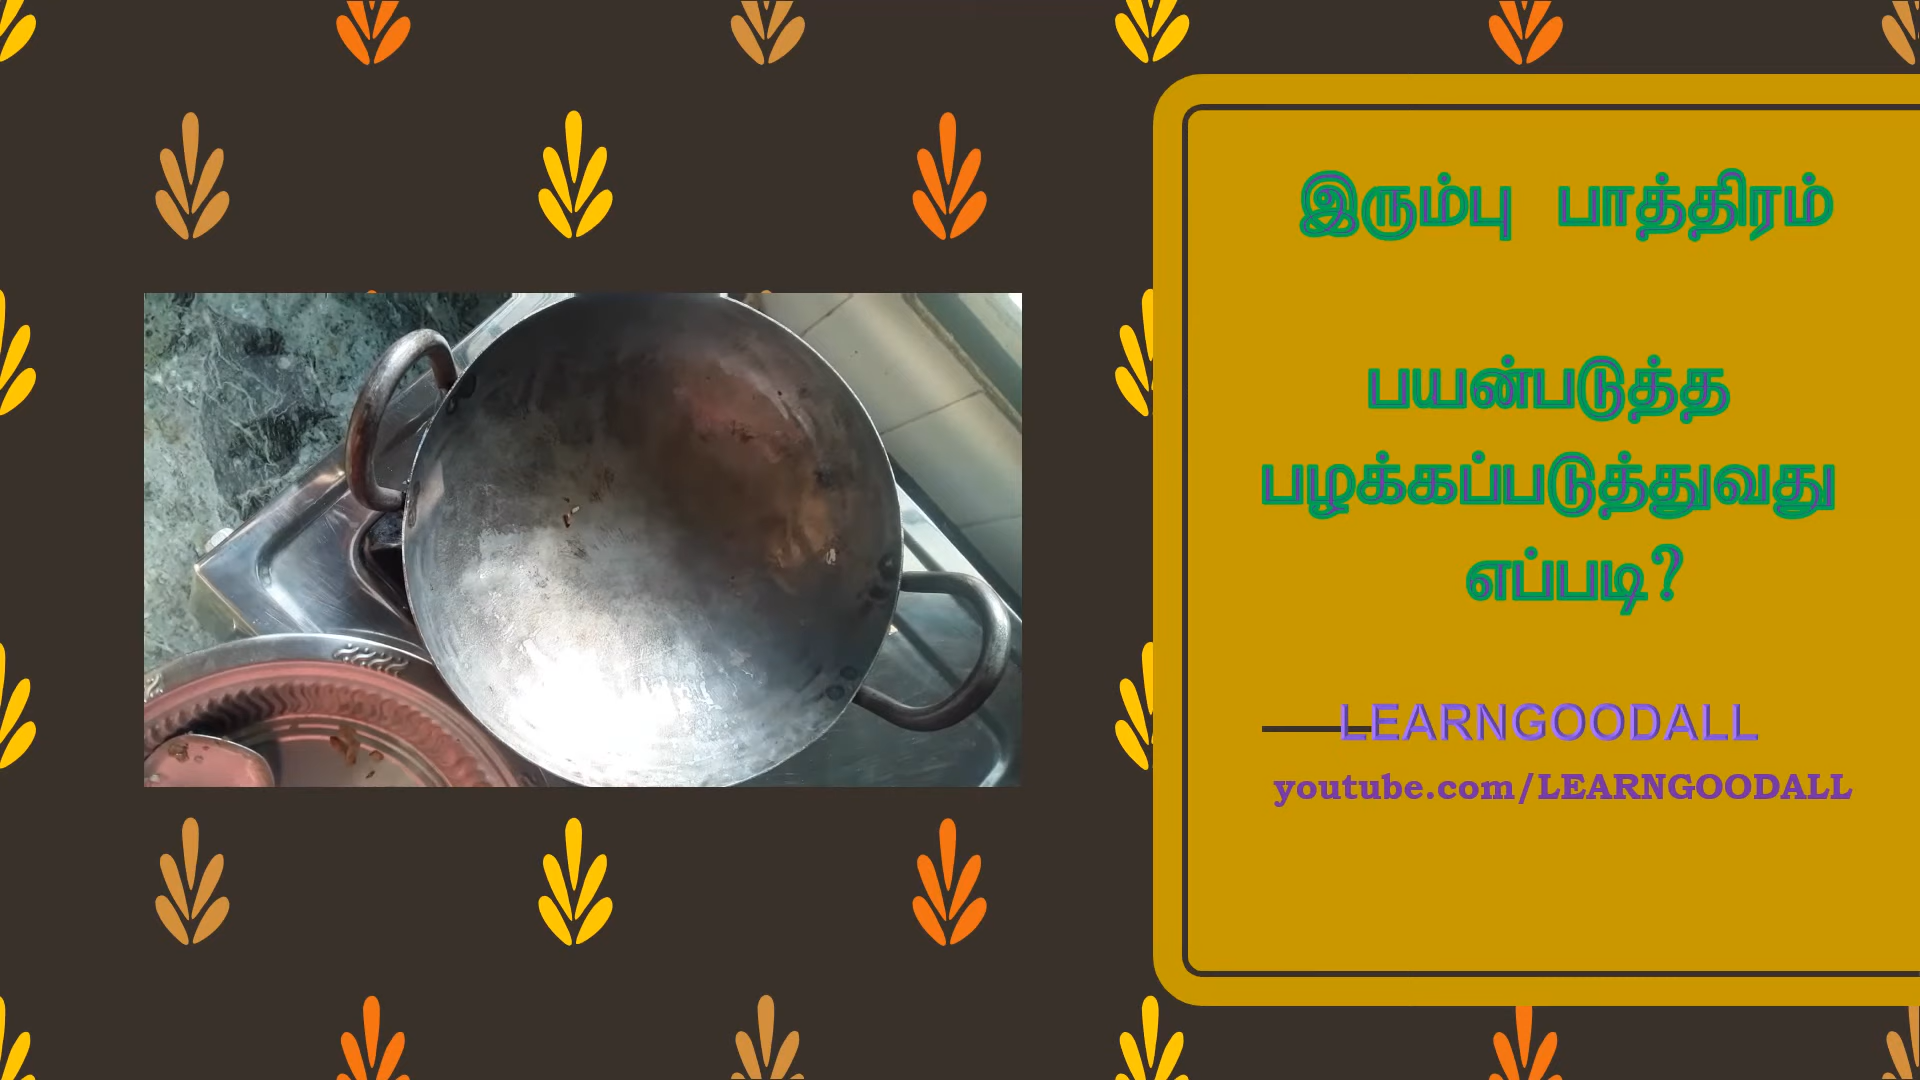 இரும்பு பாத்திரம்
பயன்படுத்த
பழக்கப்படுத்துவது
எப்படி?
LEARNGOODALL
youtube.com/LEARNGOODALL